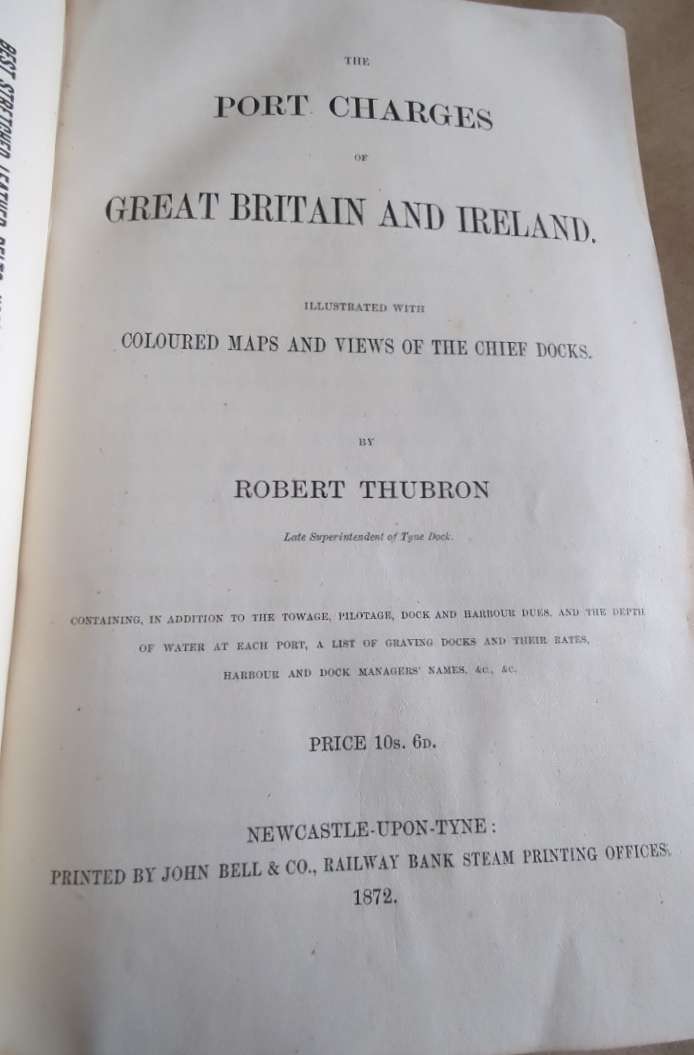 THE
PORT CHARGES
OF
GREAT BRITAIN AND IRELAND.
ILLUSTRATED WITH
COLOURED MAPS AND VIEWS OF THE CHIEF DOCKS.
BY
ROBERT THUBRON
Late Superintendent of Tyne Dock.
CONTAINING, IN ADDITION TO THE TOWAGE, PILOTAGE, DOCK AND HARBOUR DUES, AND THE DEPTH
OF WATER AT EACH PORT, A LIST OF GRAVING DOCKS AND THEIR RATES,
HARBOUR AND DOCK MANAGERS' NAMES, &C., &C.
PRICE 10s. 6D.
NEWCASTLE-UPON-TYNE:
PRINTED BY JOHN BELL & CO., RAILWAY BANK STEAM PRINTING OFFICES.
1872.
BEST STRETCHED LEATHER